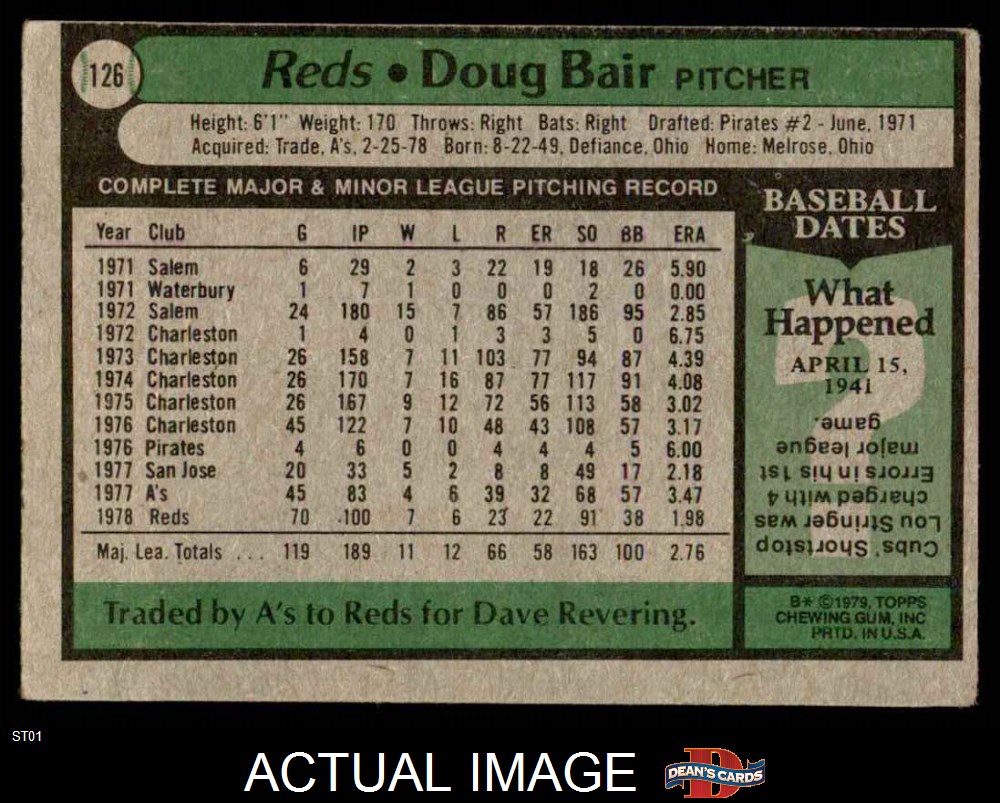 126
Reds • Doug Bair PITCHER
Height: 6'1" Weight: 170 Throws: Right Bats: Right Drafted: Pirates #2 - June, 1971
Acquired: Trade, A's, 2-25-78 Born: 8-22-49, Defiance, Ohio Home: Melrose, Ohio
COMPLETE MAJOR & MINOR LEAGUE PITCHING RECORD
Year Club G IP W L R ER SO BB ERA
1971 Salem 6 29 2 3 22 19 18 26 5.90
1971 Waterbury 1 7 1 0 0 0 2 0 0.00
1972 Salem 24 180 15 7 86 57 186 95 2.85
1972 Charleston 1 4 0 1 3 3 5 0 6.75
1973 Charleston 26 158 7 11 103 77 94 87 4.39
1974 Charleston 26 170 7 16 87 77 117 91 4.08
1975 Charleston 26 167 9 12 72 56 113 58 3.02
1976 Charleston 45 122 7 10 48 43 108 57 3.17
1976 Pirates 4 6 0 0 4 4 4 5 6.00
1977 San Jose 20 33 5 2 8 8 49 17 2.18
1977 A's 45 83 4 6 39 32 68 57 3.47
1978 Reds 70 100 7 6 23 22 91 38 1.98
Maj. Lea. Totals ... 119 189 11 12 66 58 163 100 2.76
Traded by A's to Reds for Dave Revering.
BASEBALL
DATES
What
Happened
APRIL 15,
1941
Cubs' Shortstop
Lou Stringer was
charged with 4
Errors in his 1st
major league
game.
B* ©1979, TOPPS
CHEWING GUM, INC
PRTD. IN U.S.A.
ST01
ACTUAL IMAGE
D
DEAN'S CARDS